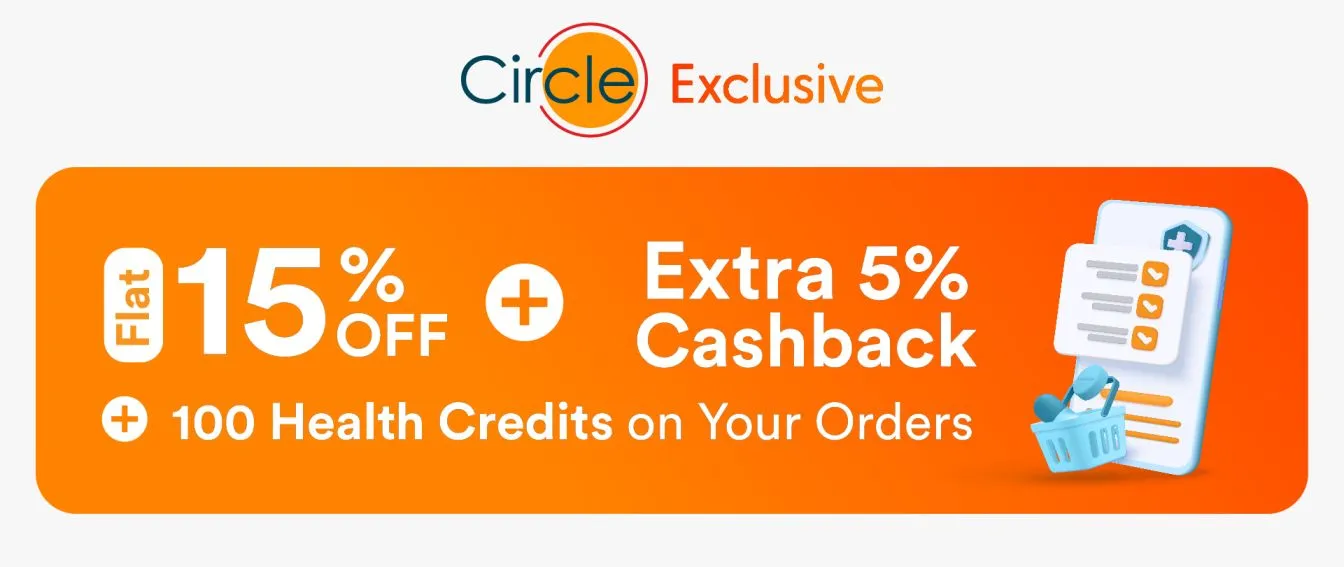 Circle Exclusive
Flat 15% OFF + Extra 5% Cashback
+ 100 Health Credits on Your Orders